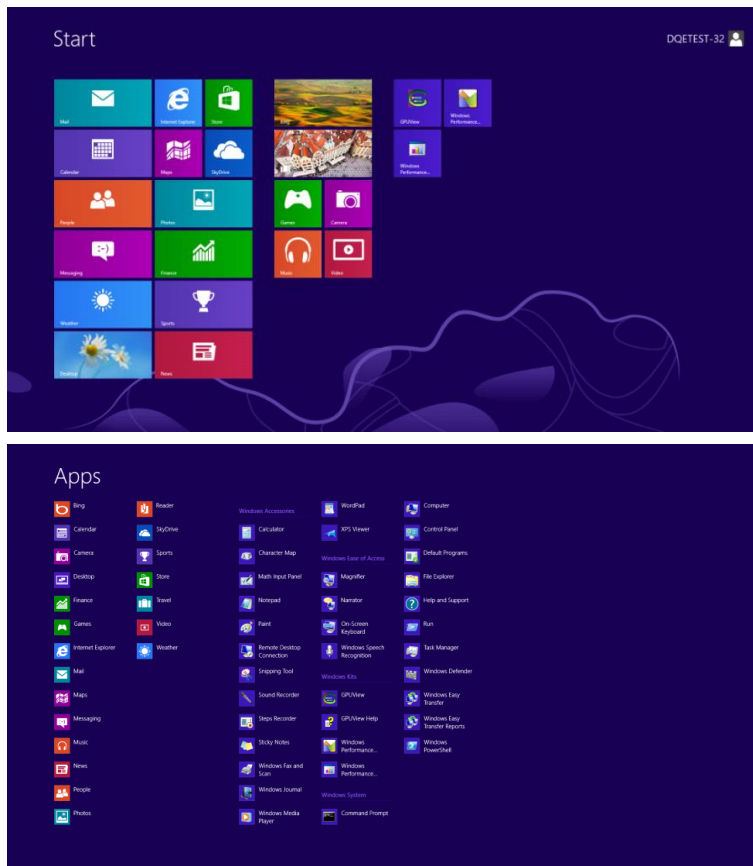 Start
DQETEST-32
Mail
Internet Explorer
Store
Calendar
Maps
SkyDrive
People
Photos
Games
Camera
Messaging
Finance
Music
Video
Weather
Sports
Desktop
News
GPUView
Windows
Performance...
Windows
Performance...
Apps
Bing
Calendar
Camera
Desktop
Finance
Games
Internet Explorer
Mail
Maps
Messaging
Music
News
People
Photos
Reader
SkyDrive
Sports
Store
Travel
Video
Weather
Windows Accessories
Calculator
Character Map
Math Input Panel
Notepad
Paint
Remote Desktop
Connection
Snipping Tool
Sound Recorder
Steps Recorder
Sticky Notes
Windows Fax and
Scan
Windows Journal
Windows Media
Player
WordPad
XPS Viewer
Windows Ease of Access
Magnifier
Narrator
On-Screen
Keyboard
Windows Speech
Recognition
Windows Kits
GPUView
GPUView Help
Windows
Performance...
Windows
Performance...
Windows System
Command Prompt
Computer
Control Panel
Default Programs
File Explorer
Help and Support
Run
Task Manager
Windows Defender
Windows Easy
Transfer
Windows Easy
Transfer Reports
Windows
PowerShell